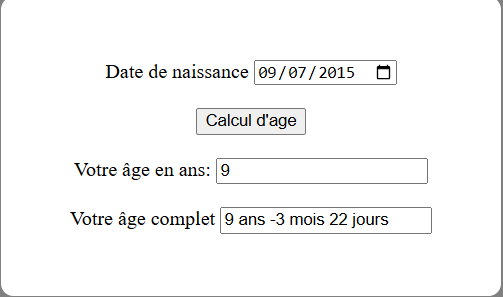 Date de naissance 09/07/2015
Calcul d'age
Votre âge en ans: 9
Votre âge complet 9 ans -3 mois 22 jours